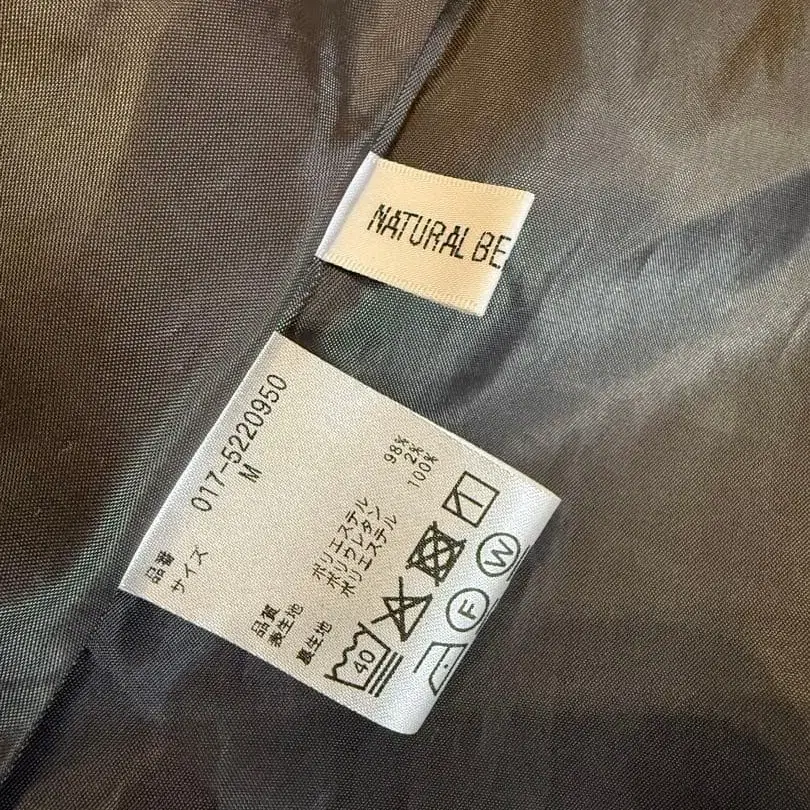 NATURAL BE
品番 017-5220950
サイズ M
品質
表生地 ポリエステル 98%
ポリウレタン 2%
裏生地 ポリエステル 100%
40
F
W